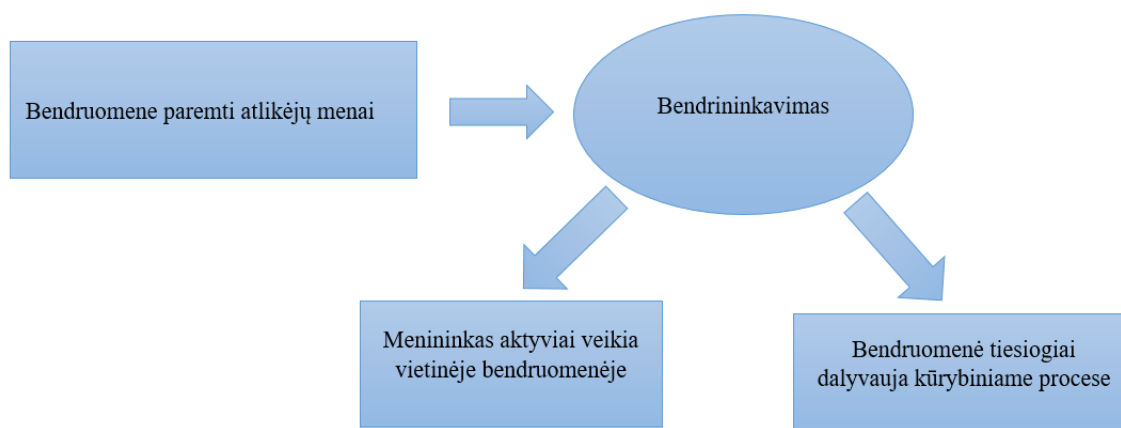 Bendruomene paremti atlikėjų menai
Bendrininkavimas
Menininkas aktyviai veikia
vietinėje bendruomenėje
Bendruomenė tiesiogiai
dalyvauja kūrybiniame procese